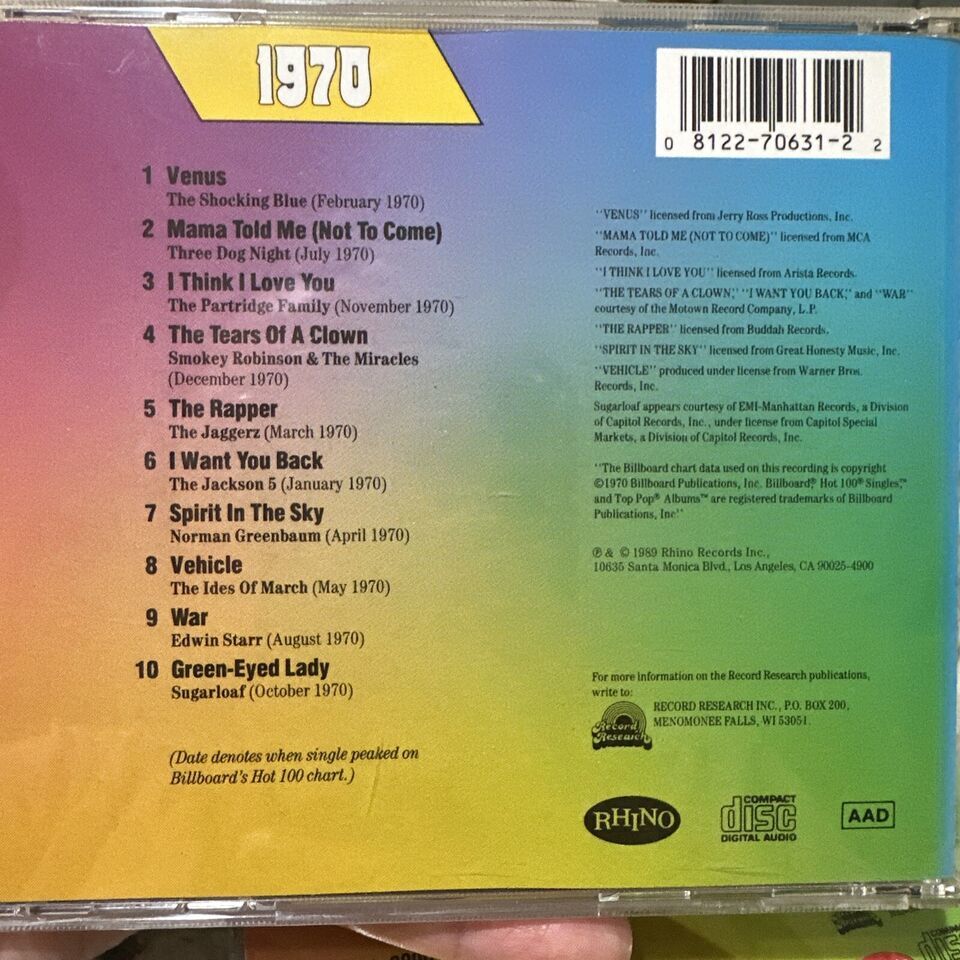 1970
0 8122-70631-2 2
1 Venus
The Shocking Blue (February 1970)
2 Mama Told Me (Not To Come)
Three Dog Night (July 1970)
3 I Think I Love You
The Partridge Family (November 1970)
4 The Tears Of A Clown
Smokey Robinson & The Miracles
(December 1970)
5 The Rapper
The Jaggerz (March 1970)
6 I Want You Back
The Jackson 5 (January 1970)
7 Spirit In The Sky
Norman Greenbaum (April 1970)
8 Vehicle
The Ides Of March (May 1970)
9 War
Edwin Starr (August 1970)
10 Green-Eyed Lady
Sugarloaf (October 1970)
(Date denotes when single peaked on
Billboard's Hot 100 chart.)
"VENUS" licensed from Jerry Ross Productions, Inc.
"MAMA TOLD ME (NOT TO COME)" licensed from MCA
Records, Inc.
"I THINK I LOVE YOU" licensed from Arista Records.
"THE TEARS OF A CLOWN," "I WANT YOU BACK," and "WAR"
courtesy of the Motown Record Company, L.P.
"THE RAPPER" licensed from Buddah Records.
"SPIRIT IN THE SKY" licensed from Great Honesty Music, Inc.
"VEHICLE" produced under license from Warner Bros.
Records, Inc.
Sugarloaf appears courtesy of EMI-Manhattan Records, a Division
of Capitol Records, Inc., under license from Capitol Special
Markets, a Division of Capitol Records, Inc.
"The Billboard chart data used on this recording is copyright
©1970 Billboard Publications, Inc. Billboard,® Hot 100® Singles,™
and Top Pop® Albums™ are registered trademarks of Billboard
Publications, Inc."
℗ & © 1989 Rhino Records Inc.,
10635 Santa Monica Blvd., Los Angeles, CA 90025-4900
For more information on the Record Research publications,
write to:
Record Research
RECORD RESEARCH INC., P.O. BOX 200,
MENOMONEE FALLS, WI 53051.
RHINO
COMPACT
disc
DIGITAL AUDIO
AAD